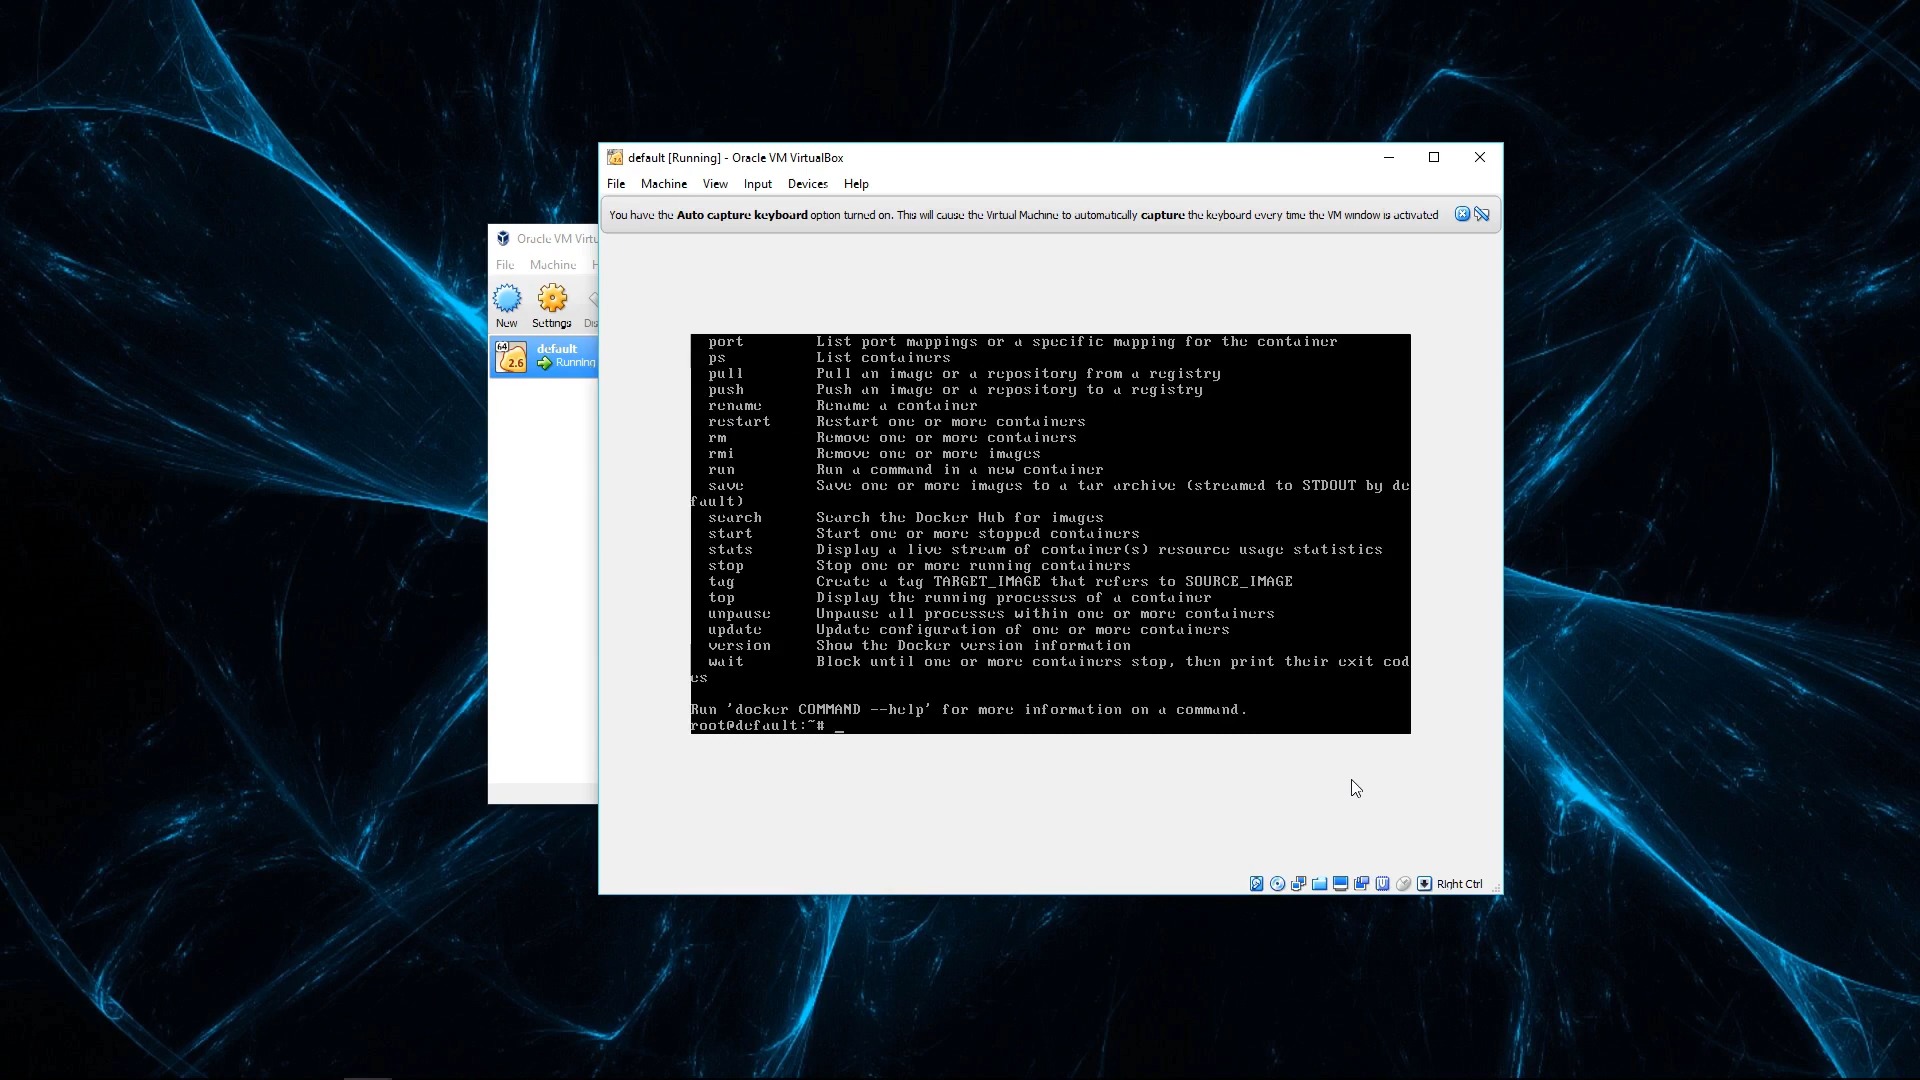 default [Running] - Oracle VM VirtualBox
File Machine View Input Devices Help
You have the Auto capture keyboard option turned on. This will cause the Virtual Machine to automatically capture the keyboard every time the VM window is activated
Oracle VM Virtu
File Machine H
New Settings Dis
64
2.6
default
Running
port List port mappings or a specific mapping for the container
ps List containers
pull Pull an image or a repository from a registry
push Push an image or a repository to a registry
rename Rename a container
restart Restart one or more containers
rm Remove one or more containers
rmi Remove one or more images
run Run a command in a new container
save Save one or more images to a tar archive (streamed to STDOUT by de
fault)
search Search the Docker Hub for images
start Start one or more stopped containers
stats Display a live stream of container(s) resource usage statistics
stop Stop one or more running containers
tag Create a tag TARGET_IMAGE that refers to SOURCE_IMAGE
top Display the running processes of a container
unpause Unpause all processes within one or more containers
update Update configuration of one or more containers
version Show the Docker version information
wait Block until one or more containers stop, then print their exit cod
es
Run 'docker COMMAND --help' for more information on a command.
root@default:~# _
Right Ctrl